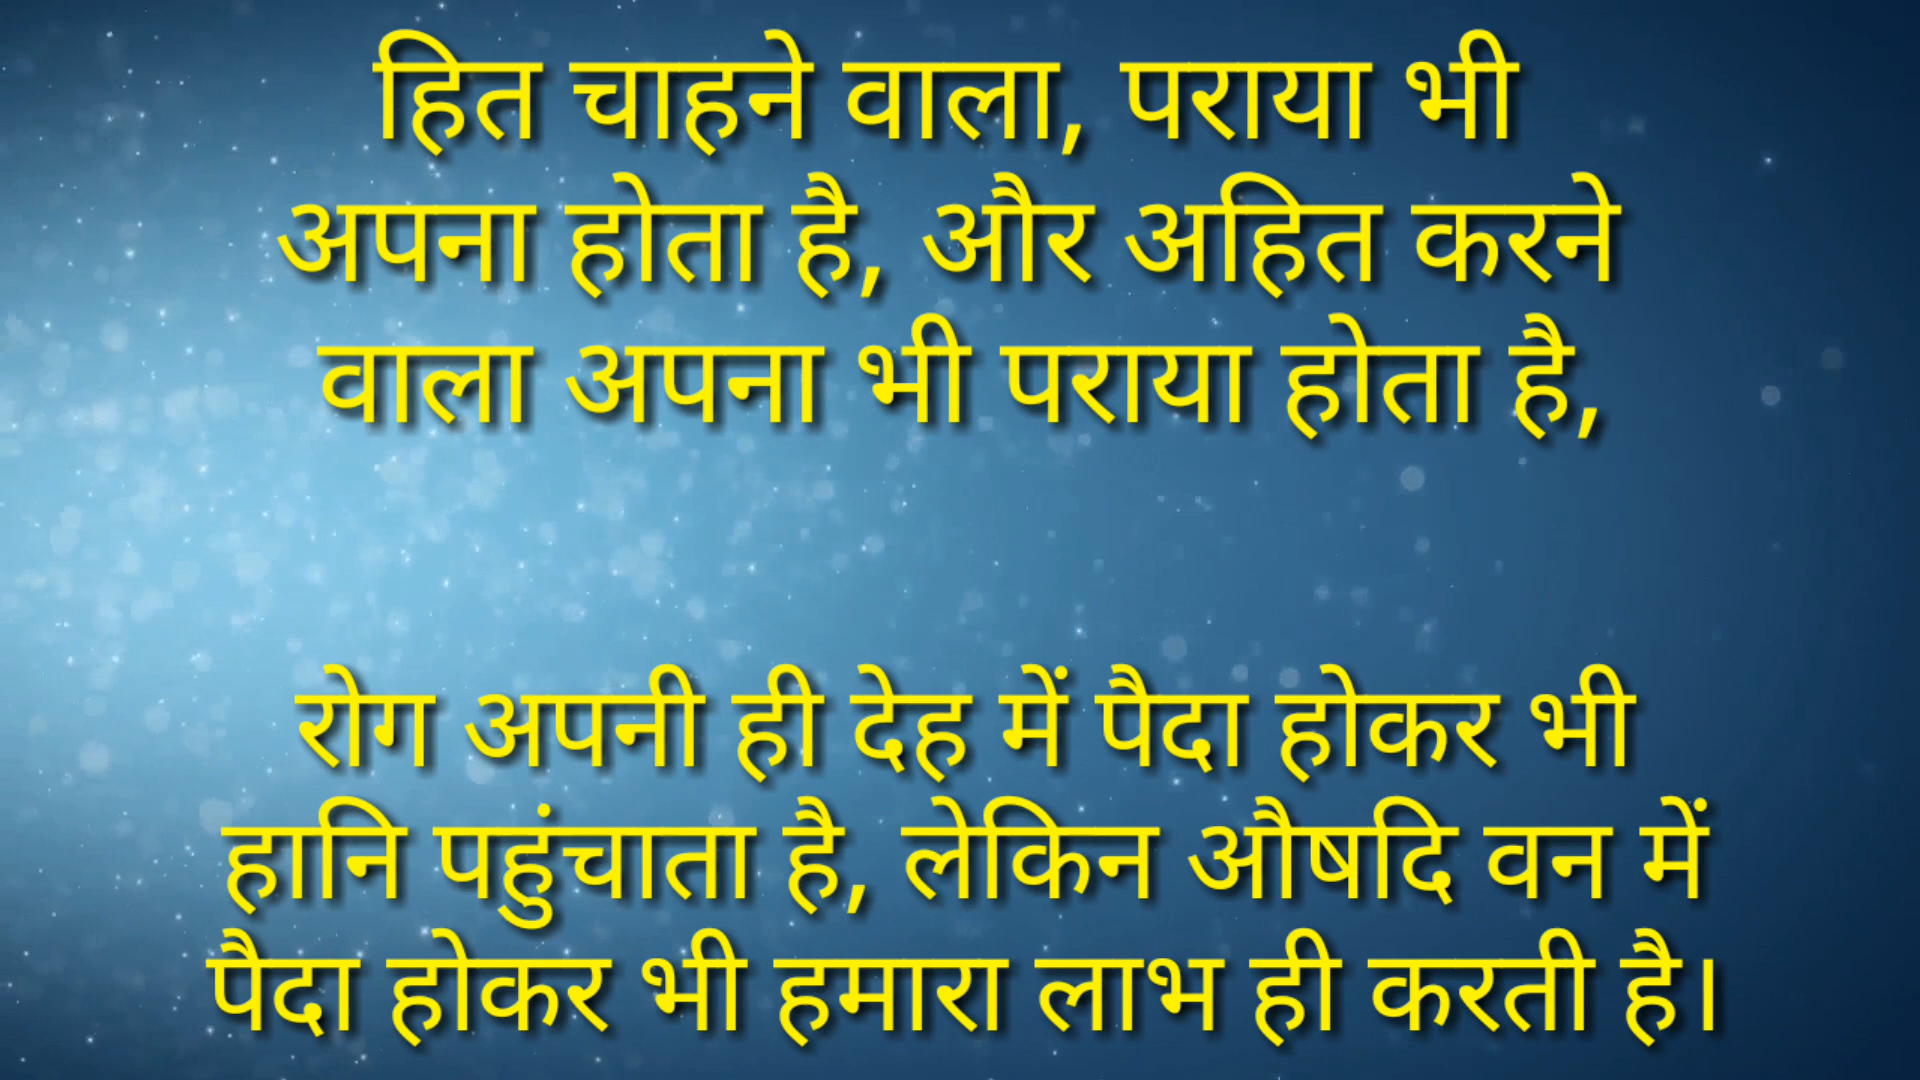 हित चाहने वाला, पराया भी
अपना होता है, और अहित करने
वाला अपना भी पराया होता है,
रोग अपनी ही देह में पैदा होकर भी
हानि पहुंचाता है, लेकिन औषदि वन में
पैदा होकर भी हमारा लाभ ही करती है।